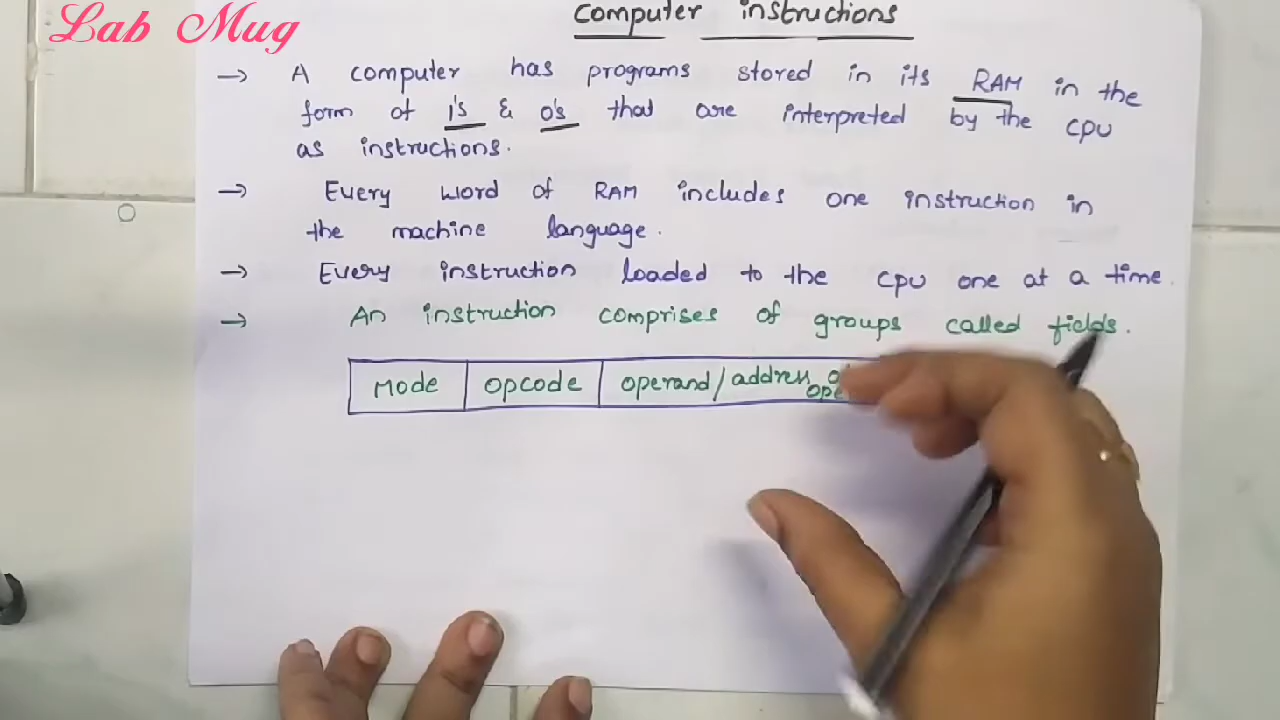 Lab Mug
Computer instructions
→ A computer has programs stored in its RAM in the
form of 1's & 0's that are interpreted by the CPU
as instructions.
→ Every word of RAM includes one instruction in
the machine language.
→ Every instruction loaded to the CPU one at a time.
→ An instruction comprises of groups called fields.
Mode opcode operand/address